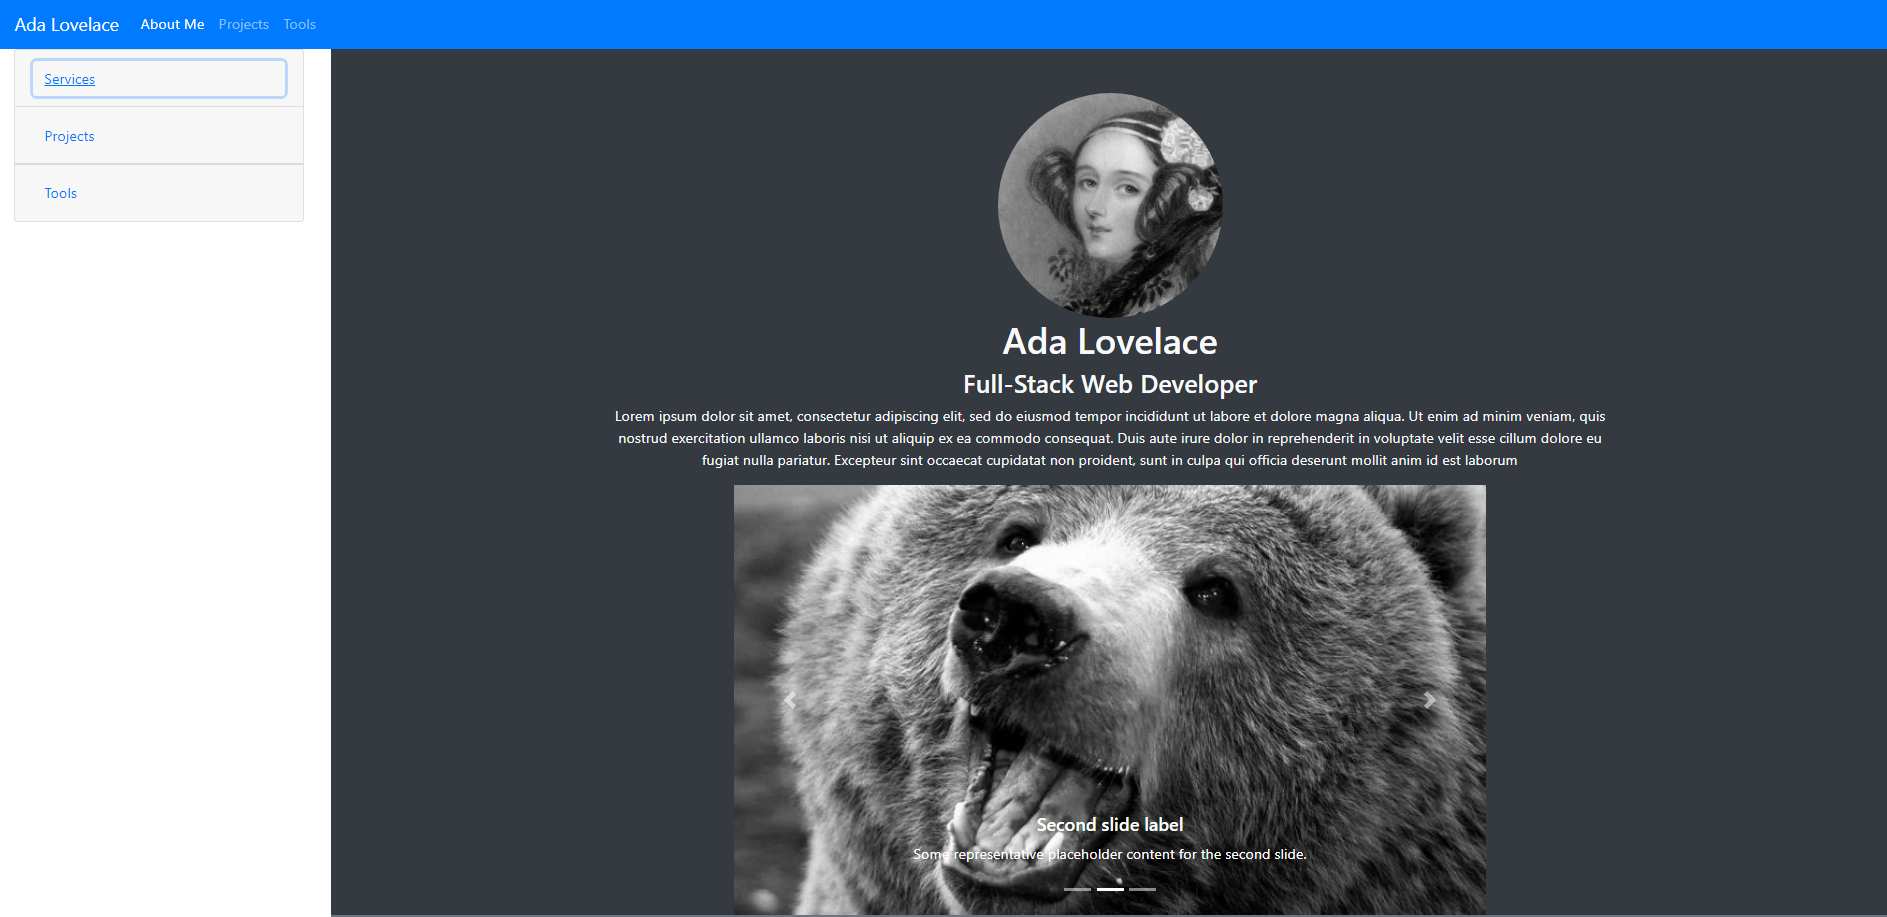 Ada Lovelace About Me Projects Tools
Services
Projects
Tools
Ada Lovelace
Full-Stack Web Developer
Lorem ipsum dolor sit amet, consectetur adipiscing elit, sed do eiusmod tempor incididunt ut labore et dolore magna aliqua. Ut enim ad minim veniam, quis
nostrud exercitation ullamco laboris nisi ut aliquip ex ea commodo consequat. Duis aute irure dolor in reprehenderit in voluptate velit esse cillum dolore eu
fugiat nulla pariatur. Excepteur sint occaecat cupidatat non proident, sunt in culpa qui officia deserunt mollit anim id est laborum
Second slide label
Some representative placeholder content for the second slide.